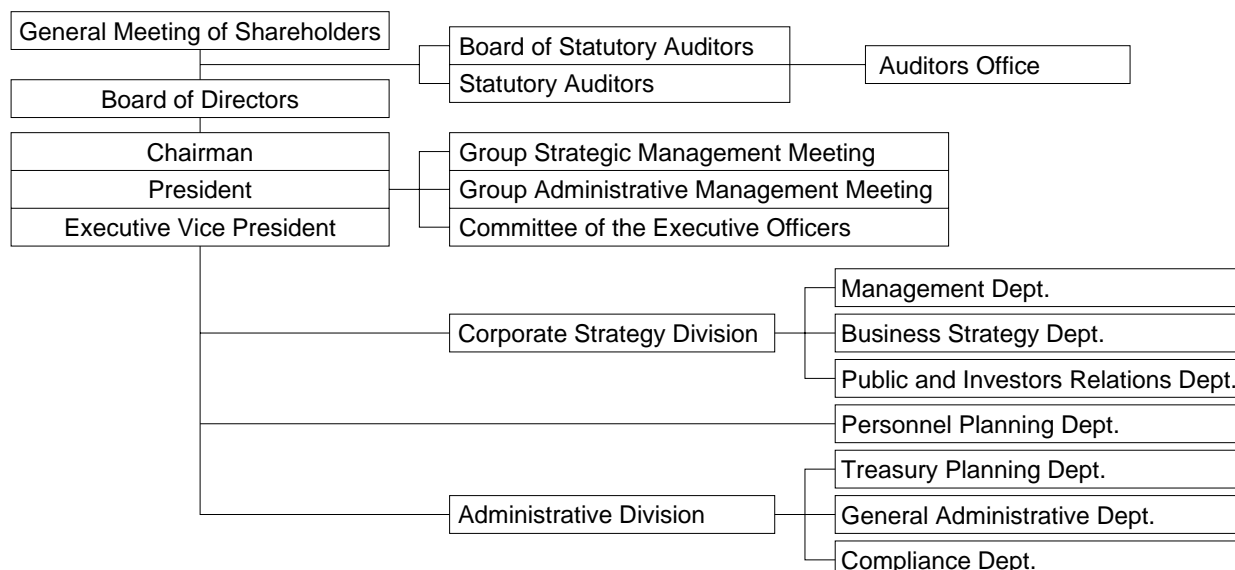 General Meeting of Shareholders
Board of Statutory Auditors
Statutory Auditors
Auditors Office
Board of Directors
Chairman
President
Executive Vice President
Group Strategic Management Meeting
Group Administrative Management Meeting
Committee of the Executive Officers
Corporate Strategy Division
Management Dept.
Business Strategy Dept.
Public and Investors Relations Dept.
Personnel Planning Dept.
Administrative Division
Treasury Planning Dept.
General Administrative Dept.
Compliance Dept.